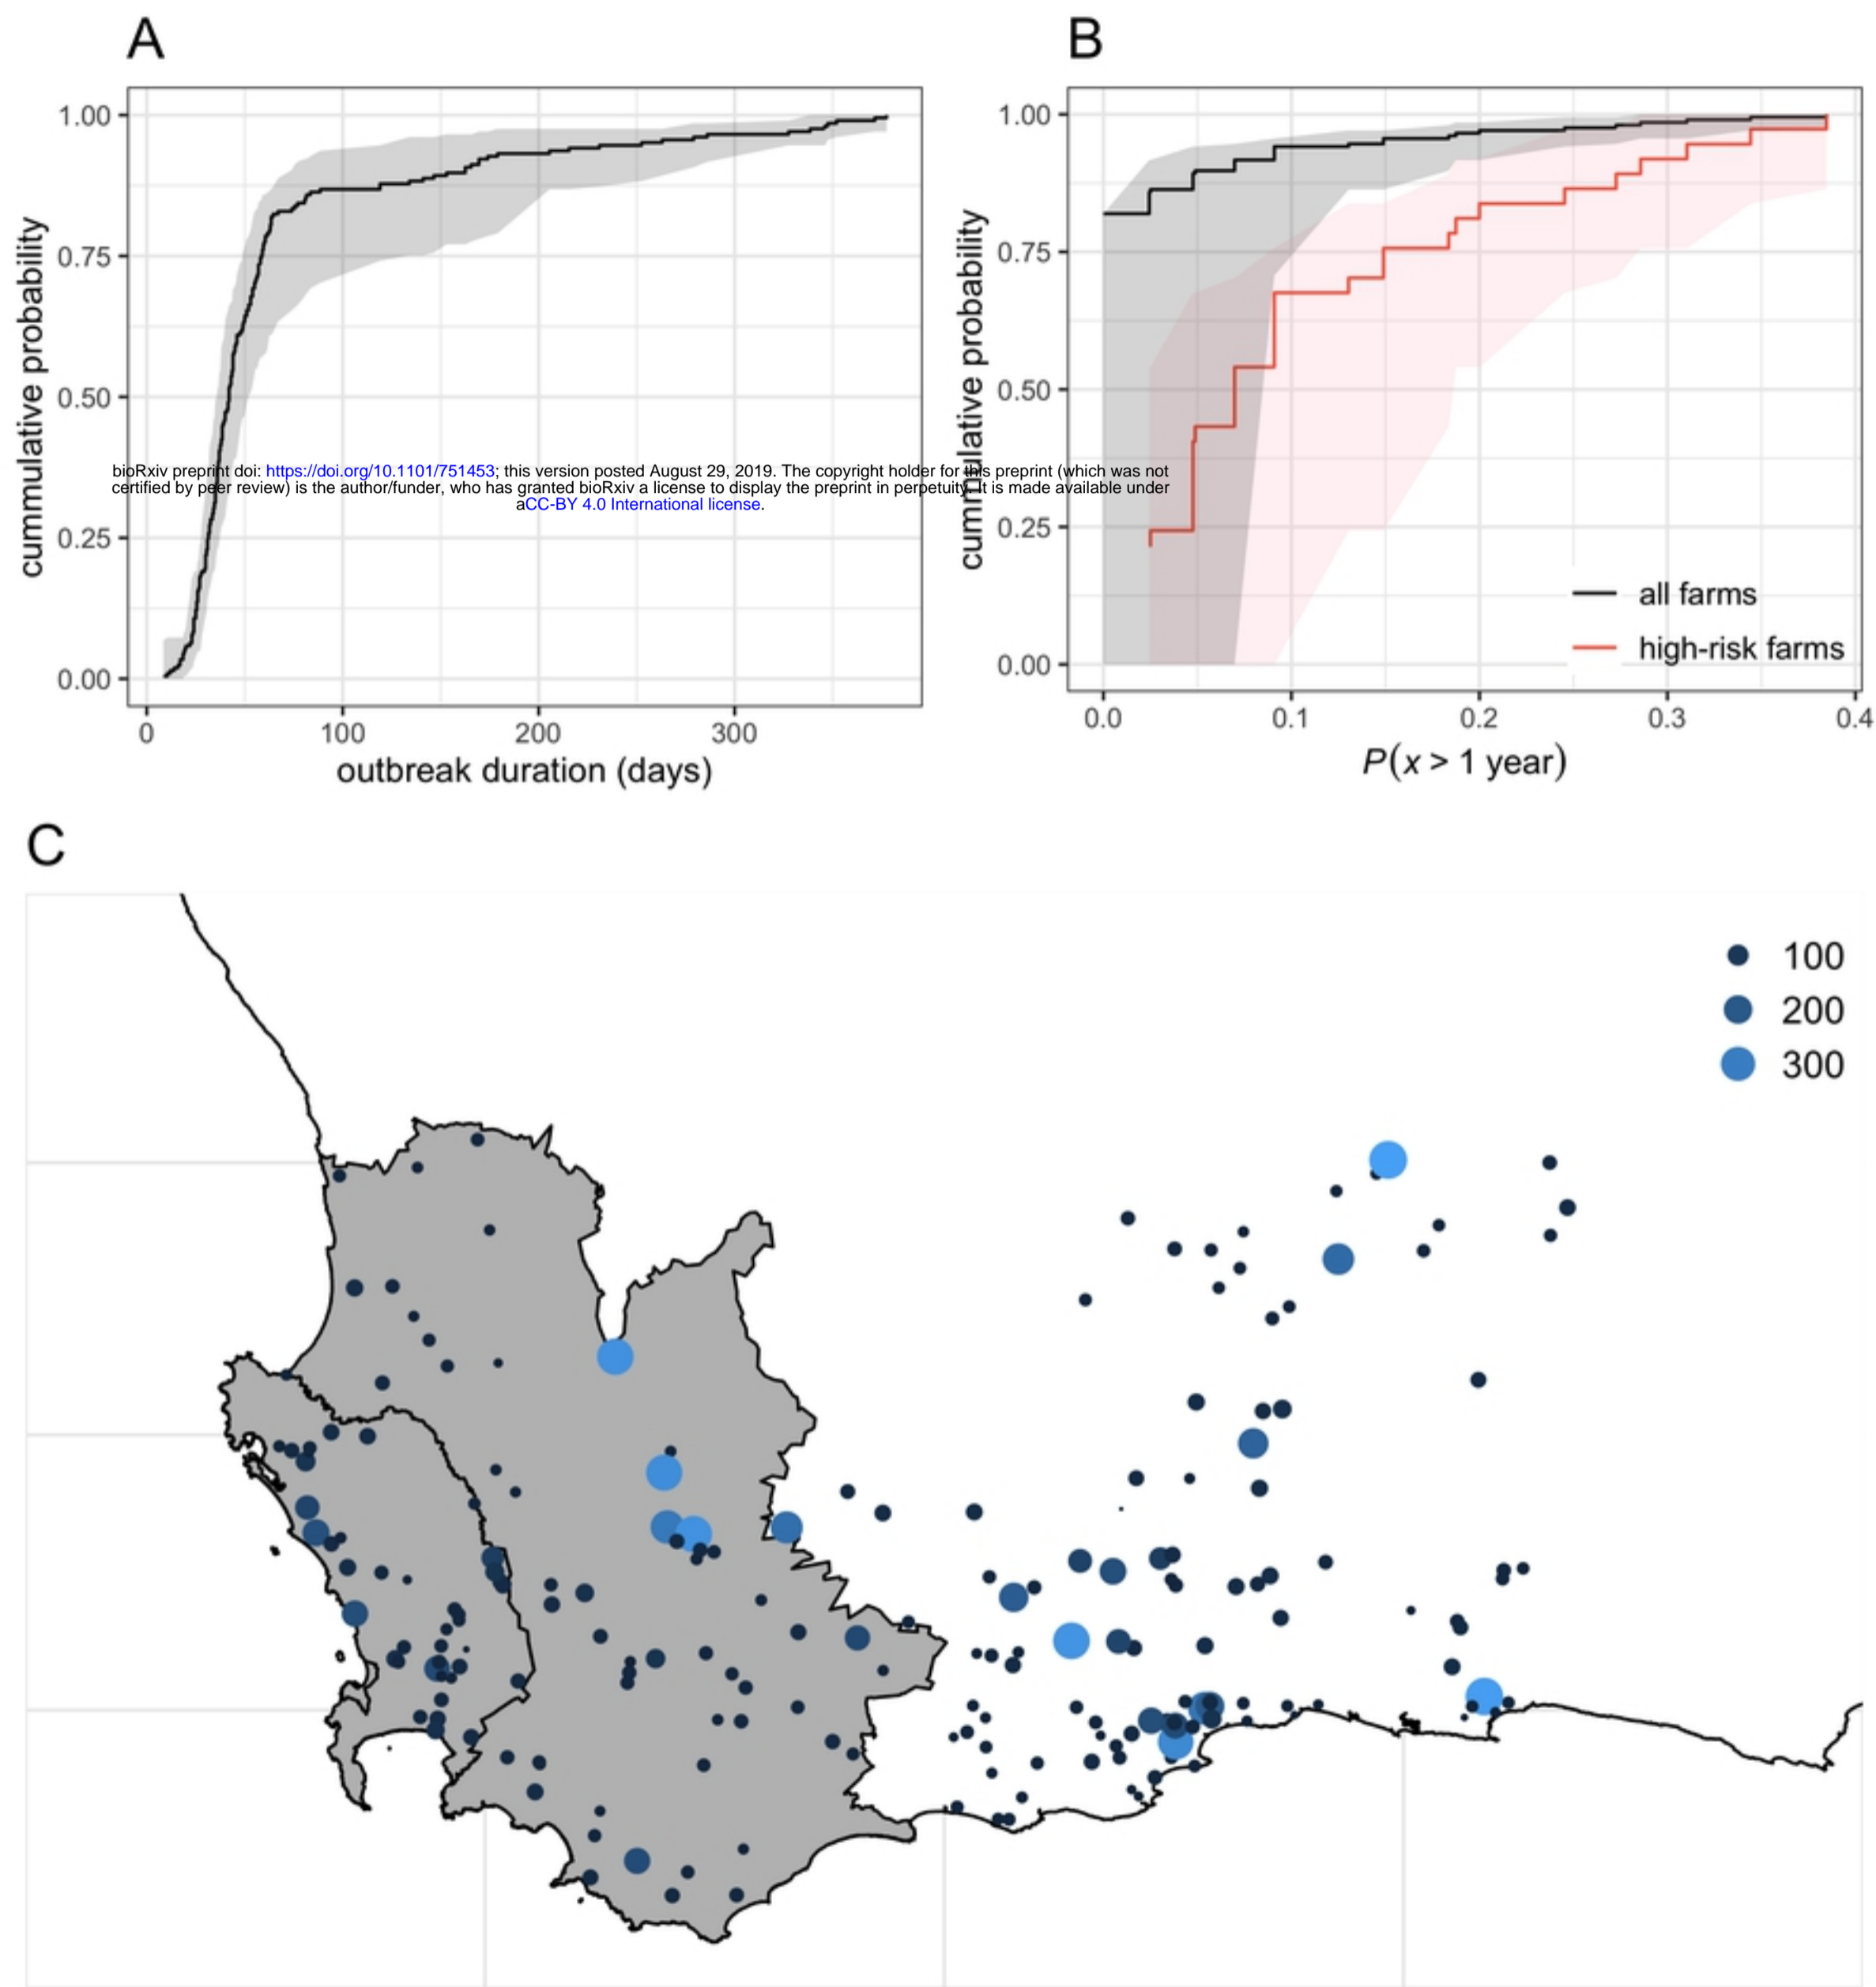 A
B
1.00
0.75
0.50
0.25
0.00
cummulative probability
0
100
200
300
outbreak duration (days)
1.00
0.75
0.50
0.25
0.00
cummulative probability
all farms
high-risk farms
0.0
0.1
0.2
0.3
0.4
P(x > 1 year)
bioRxiv preprint doi: https://doi.org/10.1101/751453; this version posted August 29, 2019. The copyright holder for this preprint (which was not
certified by peer review) is the author/funder, who has granted bioRxiv a license to display the preprint in perpetuity. It is made available under
aCC-BY 4.0 International license.
C
100
200
300